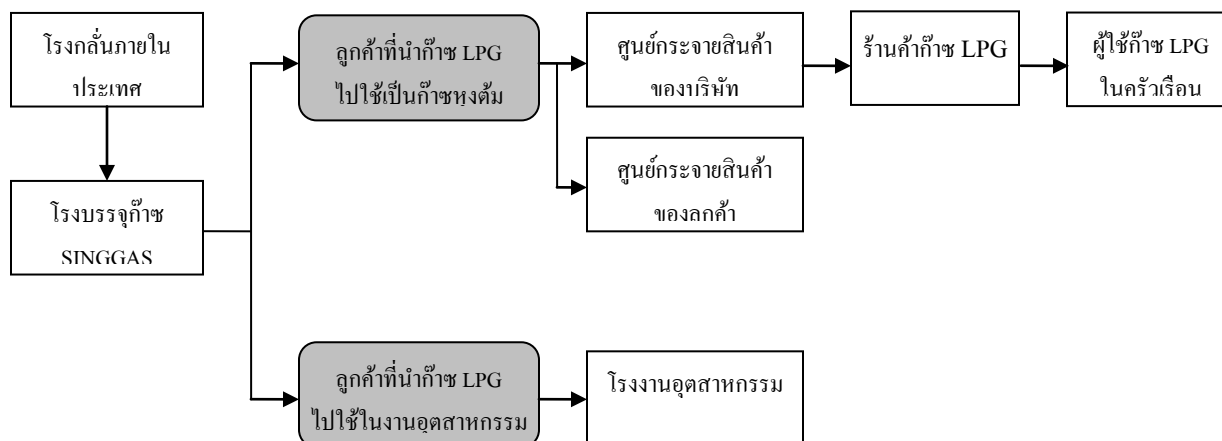 โรงกลั่นภายใน
ประเทศ
ลูกค้าที่นำก๊าซ LPG
ไปใช้เป็นก๊าซหุงต้ม
ศูนย์กระจายสินค้า
ของบริษัท
ร้านค้าก๊าซ LPG
ผู้ใช้ก๊าซ LPG
ในครัวเรือน
โรงบรรจุก๊าซ
SINGGAS
ศูนย์กระจายสินค้า
ของลูกค้า
ลูกค้าที่นำก๊าซ LPG
ไปใช้ในงานอุตสาหกรรม
โรงงานอุตสาหกรรม